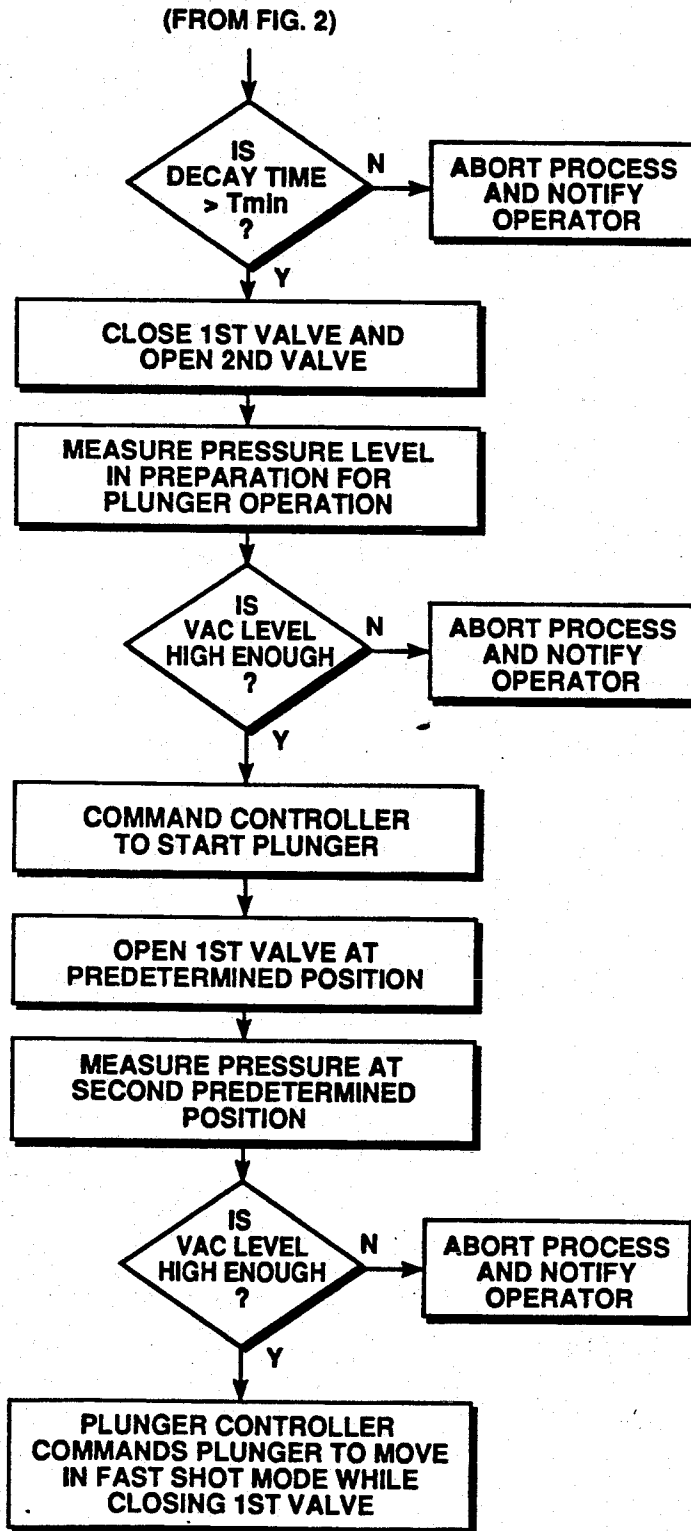 (FROM FIG. 2)
IS
DECAY TIME
> Tmin
?
N
ABORT PROCESS
AND NOTIFY
OPERATOR
Y
CLOSE 1ST VALVE AND
OPEN 2ND VALVE
MEASURE PRESSURE LEVEL
IN PREPARATION FOR
PLUNGER OPERATION
IS
VAC LEVEL
HIGH ENOUGH
?
N
ABORT PROCESS
AND NOTIFY
OPERATOR
Y
COMMAND CONTROLLER
TO START PLUNGER
OPEN 1ST VALVE AT
PREDETERMINED POSITION
MEASURE PRESSURE AT
SECOND PREDETERMINED
POSITION
IS
VAC LEVEL
HIGH ENOUGH
?
N
ABORT PROCESS
AND NOTIFY
OPERATOR
Y
PLUNGER CONTROLLER
COMMANDS PLUNGER TO MOVE
IN FAST SHOT MODE WHILE
CLOSING 1ST VALVE